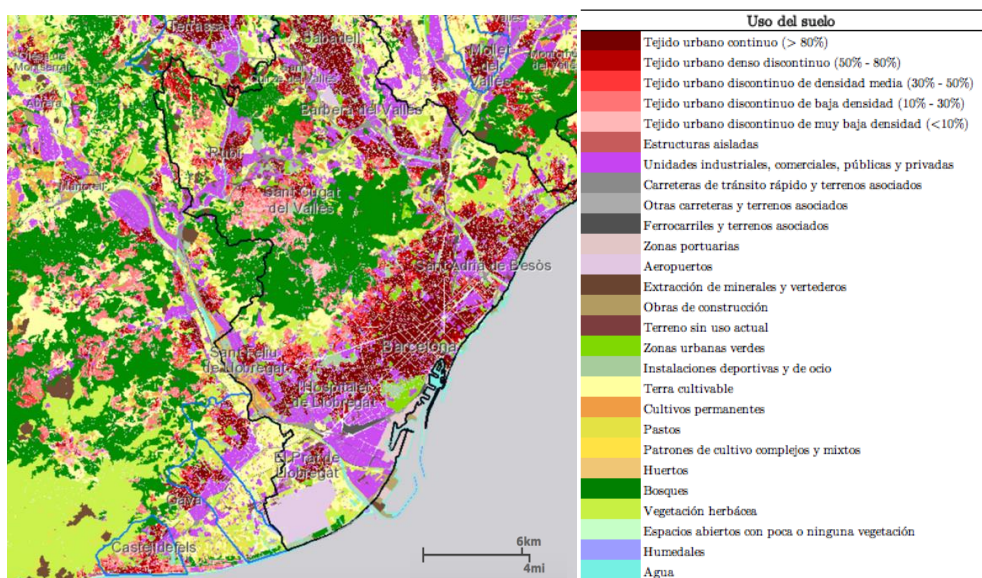 Terrassa
Sabadell
Mollet
del
Vallès
Montserrat
Abrera
Barberà del Vallès
Rubí
Sant Cugat
del Vallès
Sant Adrià de Besòs
Barcelona
Sant Feliu
de Llobregat
l'Hospitalet
de Llobregat
El Prat de
Llobregat
Gavà
Castelldefels
6km
4mi
Uso del suelo
Tejido urbano continuo (> 80%)
Tejido urbano denso discontinuo (50% - 80%)
Tejido urbano discontinuo de densidad media (30% - 50%)
Tejido urbano discontinuo de baja densidad (10% - 30%)
Tejido urbano discontinuo de muy baja densidad (<10%)
Estructuras aisladas
Unidades industriales, comerciales, públicas y privadas
Carreteras de tránsito rápido y terrenos asociados
Otras carreteras y terrenos asociados
Ferrocarriles y terrenos asociados
Zonas portuarias
Aeropuertos
Extracción de minerales y vertederos
Obras de construcción
Terreno sin uso actual
Zonas urbanas verdes
Instalaciones deportivas y de ocio
Terra cultivable
Cultivos permanentes
Pastos
Patrones de cultivo complejos y mixtos
Huertos
Bosques
Vegetación herbácea
Espacios abiertos con poca o ninguna vegetación
Humedales
Agua